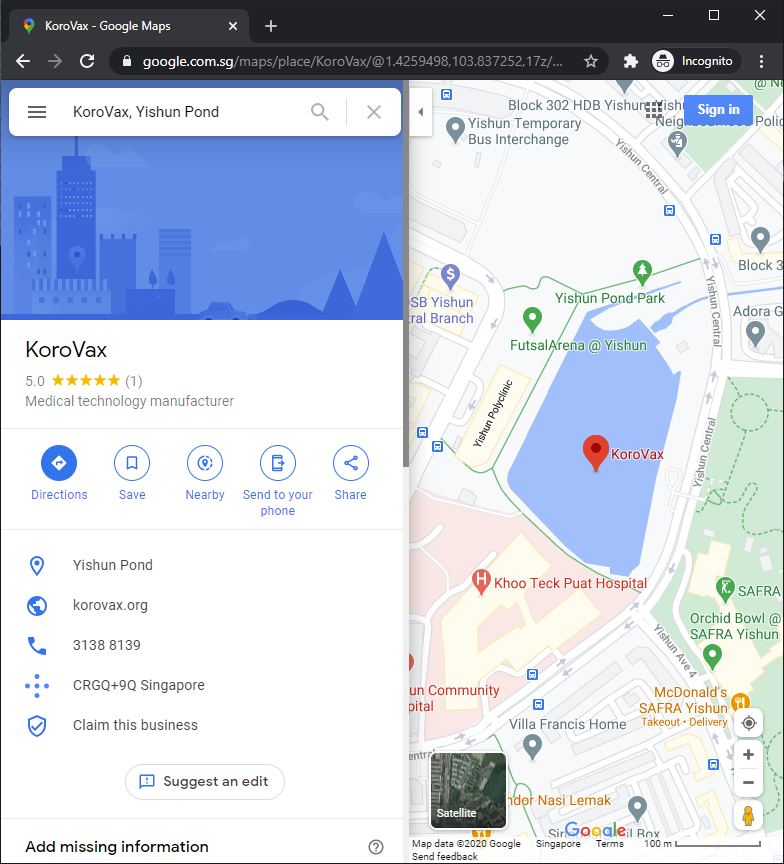 KoroVax - Google Maps
google.com.sg/maps/place/KoroVax/@1.4259498,103.837252,17z/...
Incognito
KoroVax, Yishun Pond
KoroVax
5.0 (1)
Medical technology manufacturer
Directions
Save
Nearby
Send to your
phone
Share
Yishun Pond
korovax.org
3138 8139
CRGQ+9Q Singapore
Claim this business
Suggest an edit
Add missing information
Sign in
Block 302 HDB Yishun
Yishun Temporary
Bus Interchange
Yishun Central
Block 3
Yishun Pond Park
SB Yishun
ral Branch
FutsalArena @ Yishun
Yishun Central
Adora G
Yishun Polyclinic
KoroVax
Yishun Central
H
Khoo Teck Puat Hospital
SAFRA
Orchid Bowl @
SAFRA Yishun
Yishun Ave 4
un Community
pital
McDonald's
SAFRA Yishun
Takeout • Delivery
Villa Francis Home
entral
Satellite
ndor Nasi Lemak
Box
Google
Map data ©2020 Google Singapore Terms 100 m
Send feedback